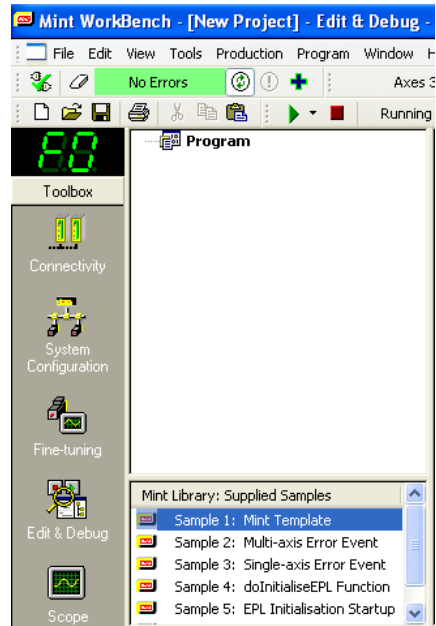 Mint WorkBench - [New Project] - Edit & Debug -
File Edit View Tools Production Program Window H
No Errors Axes 3
Running
Program
Toolbox
Connectivity
System
Configuration
Fine-tuning
Edit & Debug
Scope
Mint Library: Supplied Samples
Sample 1: Mint Template
Sample 2: Multi-axis Error Event
Sample 3: Single-axis Error Event
Sample 4: doInitialiseEPL Function
Sample 5: EPL Initialisation Startup